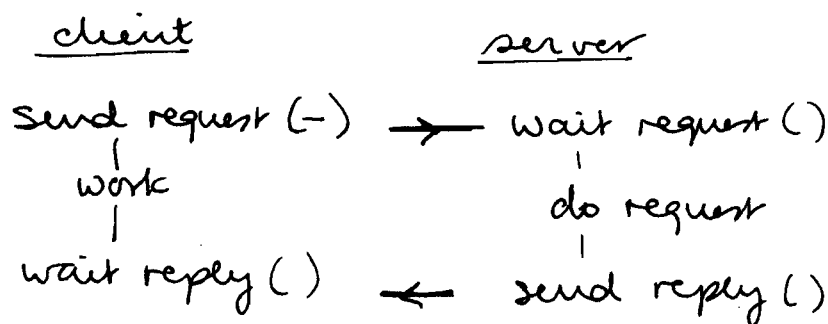 client server
send request (-) → wait request ()
work
do request
wait reply () ← send reply ()